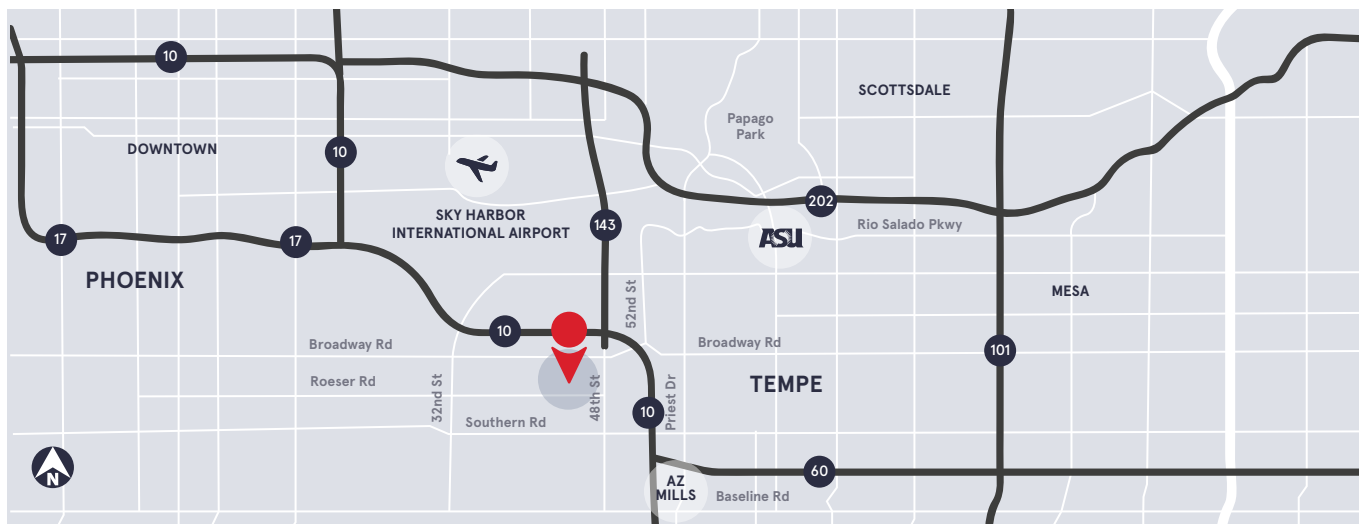 10
SCOTTSDALE
Papago
Park
DOWNTOWN
10
202
SKY HARBOR
INTERNATIONAL AIRPORT
143
Rio Salado Pkwy
ASU
17
17
PHOENIX
MESA
52nd St
10
Broadway Rd
Broadway Rd
101
Roeser Rd
TEMPE
32nd St
48th St
Priest Dr
10
Southern Rd
60
N
AZ
MILLS
Baseline Rd